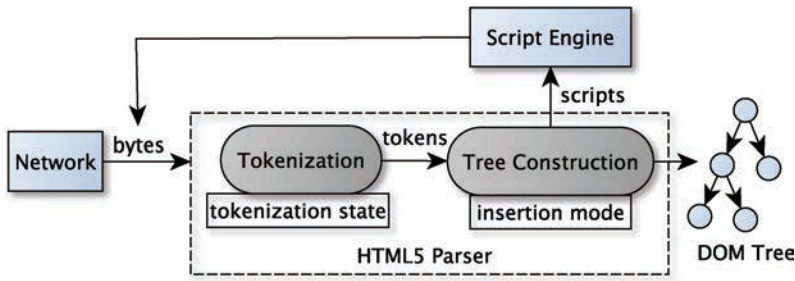 Script Engine
scripts
Network
bytes
Tokenization
tokens
Tree Construction
tokenization state
insertion mode
HTML5 Parser
DOM Tree